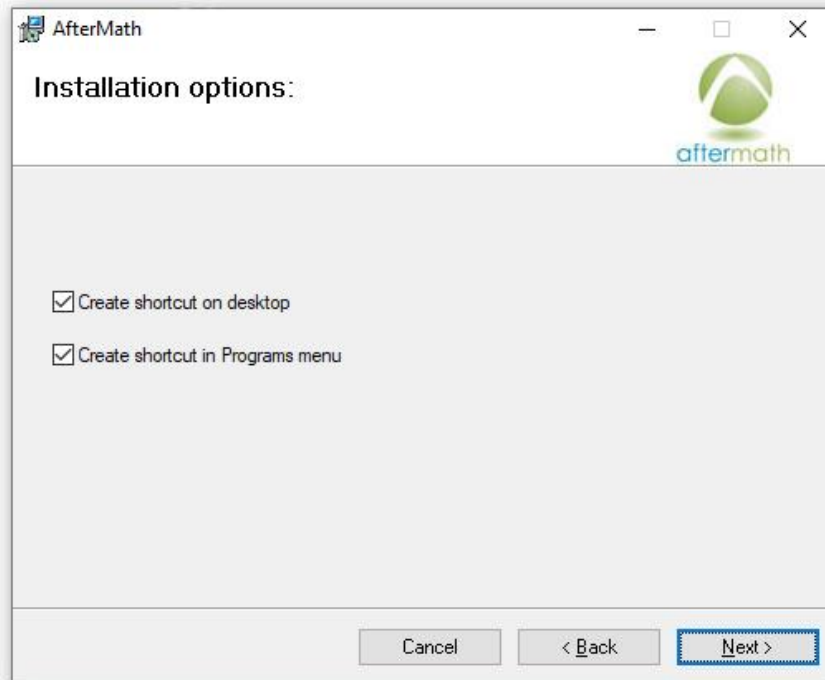 AfterMath
Installation options:
aftermath
Create shortcut on desktop
Create shortcut in Programs menu
Cancel
< Back
Next >